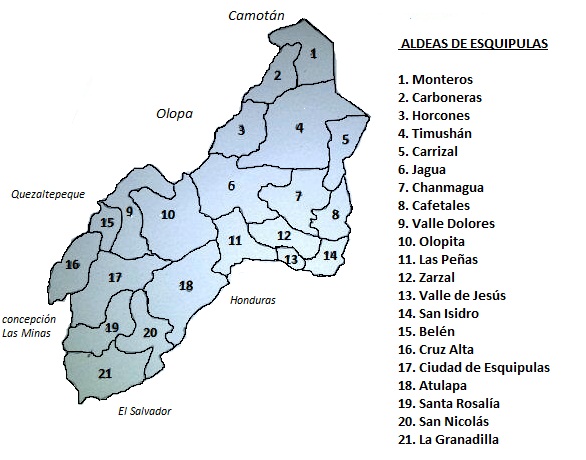 Camotán
Olopa
Quezaltepeque
concepción
Las Minas
Honduras
El Salvador
1
2
3
4
5
6
7
8
9
10
11
12
13
14
15
16
17
18
19
20
21
ALDEAS DE ESQUIPULAS
1. Monteros
2. Carboneras
3. Horcones
4. Timushán
5. Carrizal
6. Jagua
7. Chanmagua
8. Cafetales
9. Valle Dolores
10. Olopita
11. Las Peñas
12. Zarzal
13. Valle de Jesús
14. San Isidro
15. Belén
16. Cruz Alta
17. Ciudad de Esquipulas
18. Atulapa
19. Santa Rosalía
20. San Nicolás
21. La Granadilla